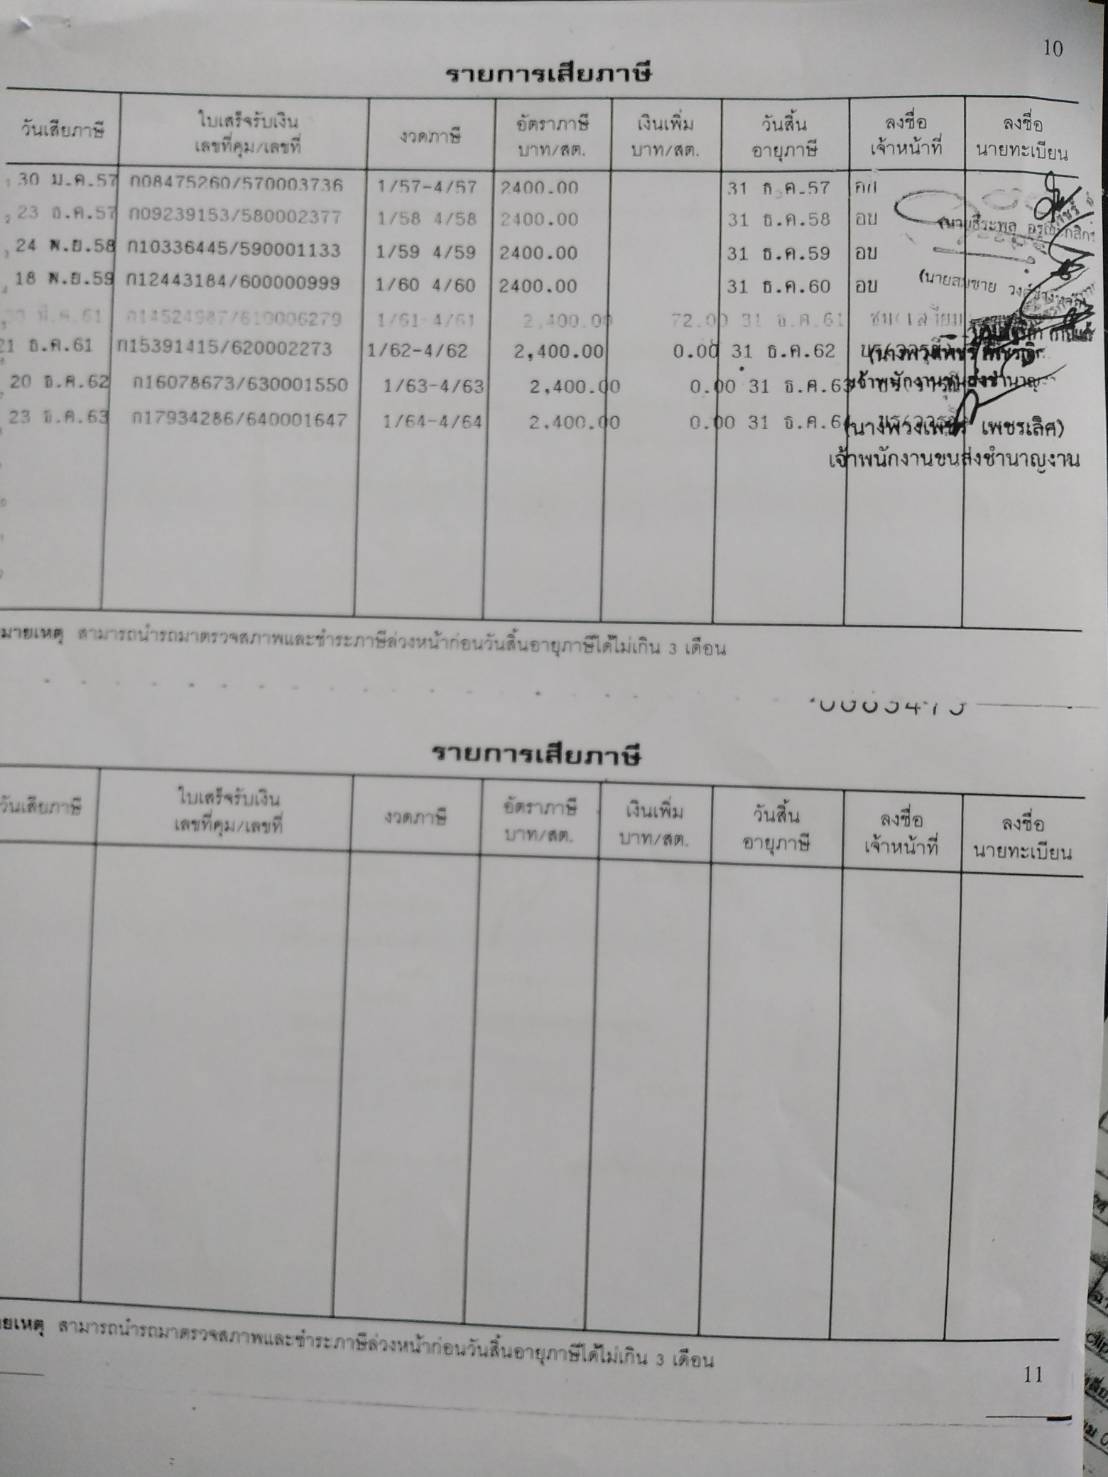 10
รายการเสียภาษี
วันเสียภาษี ใบเสร็จรับเงิน เลขที่คุม/เลขที่ งวดภาษี อัตราภาษี บาท/สต. เงินเพิ่ม บาท/สต. วันสิ้น อายุภาษี ลงชื่อ เจ้าหน้าที่ ลงชื่อ นายทะเบียน
30 ม.ค.57 ก08475260/570003736 1/57-4/57 2400.00 31 ธ.ค.57
23 ธ.ค.57 ก09239153/580002377 1/58 4/58 2400.00 31 ธ.ค.58 อบ
24 พ.ย.58 ก10336445/590001133 1/59 4/59 2400.00 31 ธ.ค.59 อบ
18 พ.ย.59 ก12443184/600000999 1/60 4/60 2400.00 31 ธ.ค.60 อบ (นายสมชาย
ก14524987/610006279 1/61-4/61 2,400.00 72.00 31 ธ.ค.61
21 ธ.ค.61 ก15391415/620002273 1/62-4/62 2,400.00 0.00 31 ธ.ค.62
20 ธ.ค.62 ก16078673/630001550 1/63-4/63 2,400.00 0.00 31 ธ.ค.63 เจ้าพนักงานขนส่งชำนาญ
23 ธ.ค.63 ก17934286/640001647 1/64-4/64 2,400.00 0.00 31 ธ.ค.64 (นางพวงเพชร เพชรเลิศ)
เจ้าพนักงานขนส่งชำนาญงาน
มายเหตุ สามารถนำรถมาตรวจสภาพและชำระภาษีล่วงหน้าก่อนวันสิ้นอายุภาษีได้ไม่เกิน 3 เดือน
รายการเสียภาษี
วันเสียภาษี ใบเสร็จรับเงิน เลขที่คุม/เลขที่ งวดภาษี อัตราภาษี บาท/สต. เงินเพิ่ม บาท/สต. วันสิ้น อายุภาษี ลงชื่อ เจ้าหน้าที่ ลงชื่อ นายทะเบียน
ยเหตุ สามารถนำรถมาตรวจสภาพและชำระภาษีล่วงหน้าก่อนวันสิ้นอายุภาษีได้ไม่เกิน 3 เดือน
11